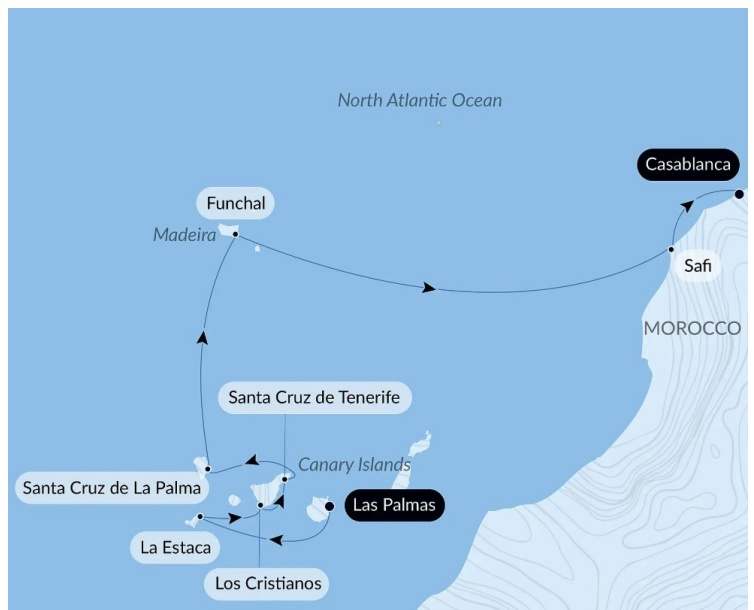 North Atlantic Ocean
Casablanca
Funchal
Madeira
Safi
MOROCCO
Santa Cruz de Tenerife
Canary Islands
Santa Cruz de La Palma
Las Palmas
La Estaca
Los Cristianos